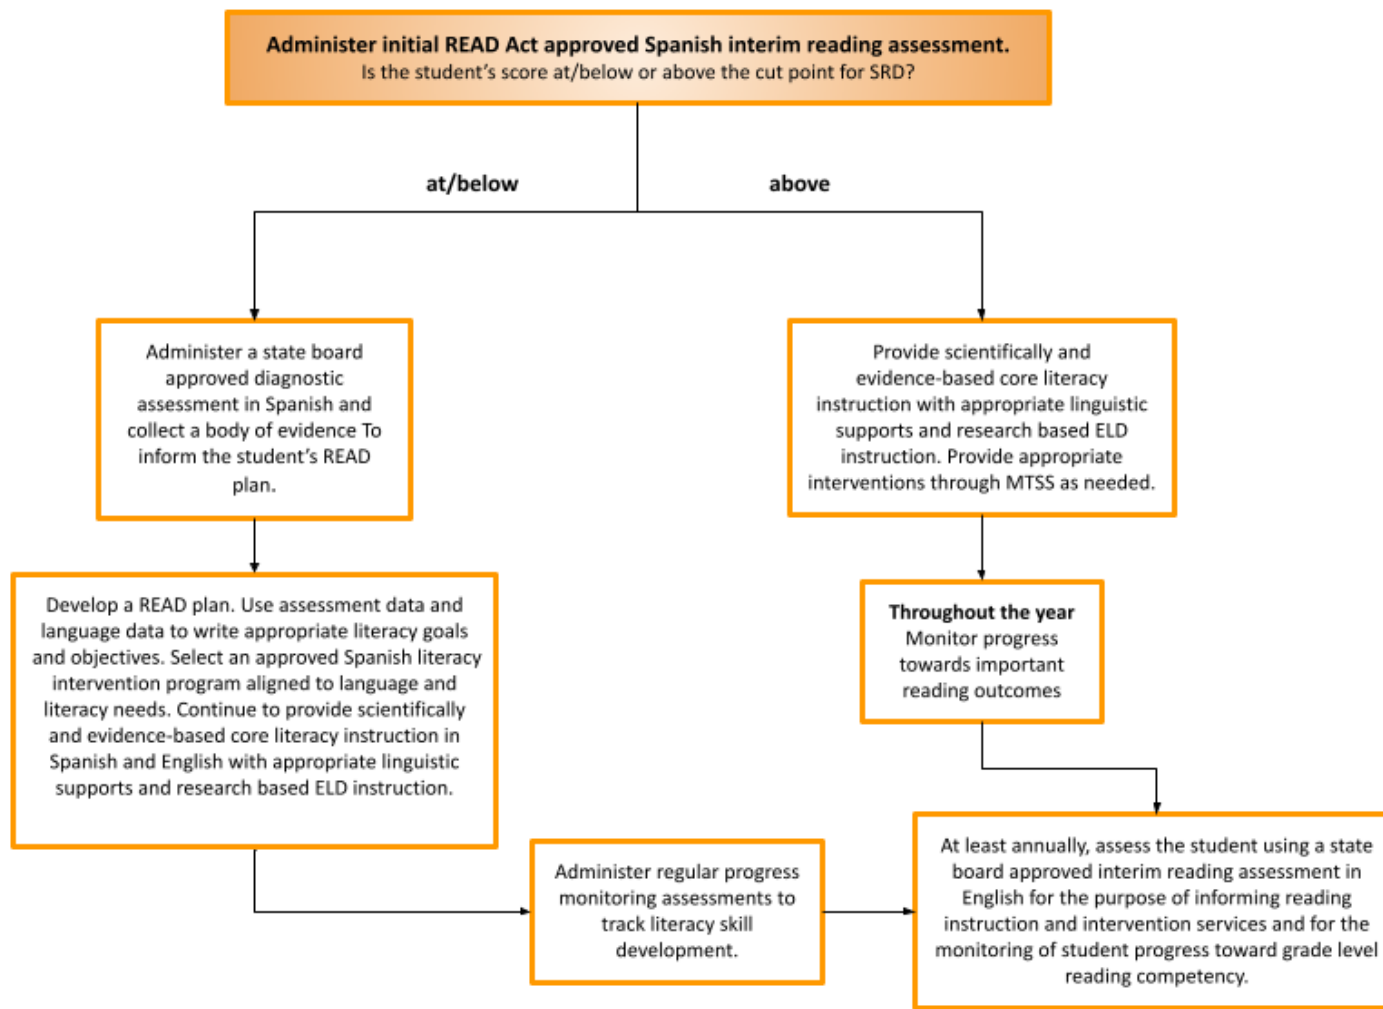 Administer initial READ Act approved Spanish interim reading assessment.
Is the student's score at/below or above the cut point for SRD?
at/below
above
Administer a state board
approved diagnostic
assessment in Spanish and
collect a body of evidence To
inform the student's READ
plan.
Provide scientifically and
evidence-based core literacy
instruction with appropriate linguistic
supports and research based ELD
instruction. Provide appropriate
interventions through MTSS as needed.
Develop a READ plan. Use assessment data and
language data to write appropriate literacy goals
and objectives. Select an approved Spanish literacy
intervention program aligned to language and
literacy needs. Continue to provide scientifically
and evidence-based core literacy instruction in
Spanish and English with appropriate linguistic
supports and research based ELD instruction.
Throughout the year
Monitor progress
towards important
reading outcomes
Administer regular progress
monitoring assessments to
track literacy skill
development.
At least annually, assess the student using a state
board approved interim reading assessment in
English for the purpose of informing reading
instruction and intervention services and for the
monitoring of student progress toward grade level
reading competency.